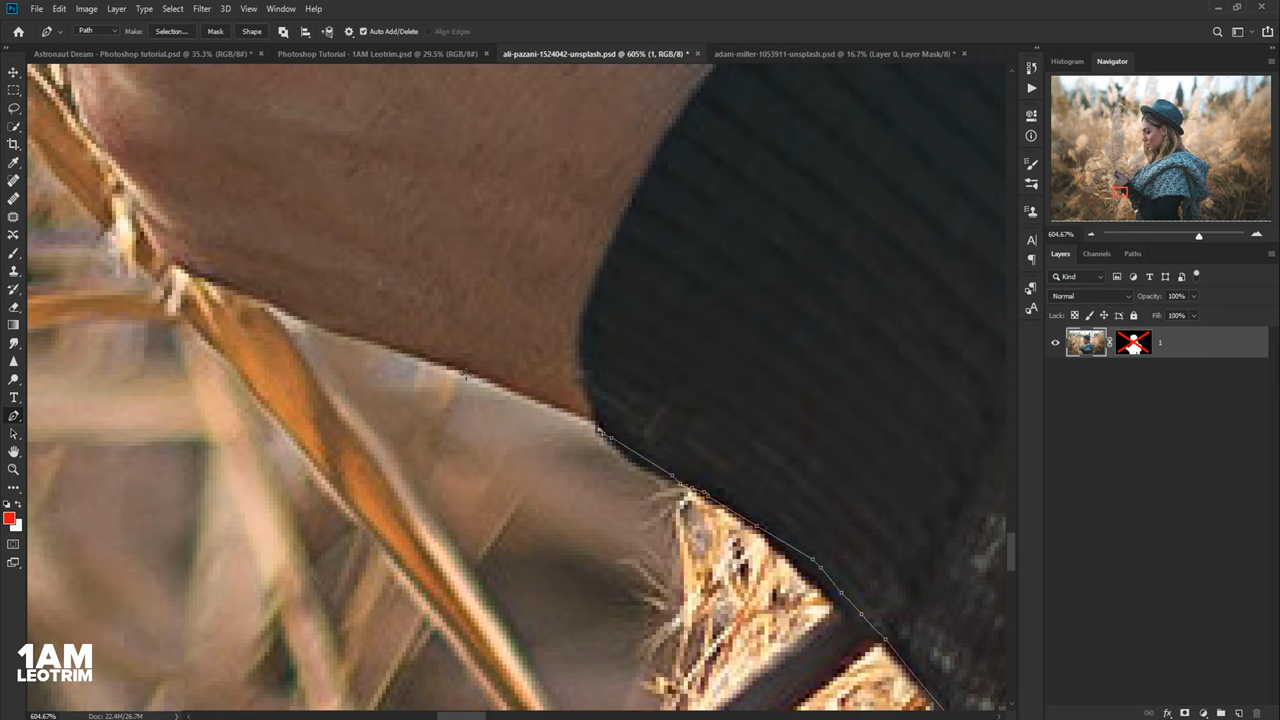 Ps File Edit Image Layer Type Select Filter 3D View Window Help
Path Make: Selection... Mask Shape Auto Add/Delete Align Edges
Astronaut Dream - Photoshop tutorial.psd @ 35.3% (RGB/8#) * × Photoshop Tutorial - 1AM Leotrim.psd @ 29.5% (RGB/8#) × ali-pazani-1524042-unsplash.psd @ 605% (1, RGB/8) * × adam-miller-1053911-unsplash.psd @ 16.7% (Layer 0, Layer Mask/8) * ×
Histogram Navigator
604.67%
Layers Channels Paths
Kind
Normal Opacity: 100%
Lock: Fill: 100%
1
1AM
LEOTRIM
604.67% Doc: 22.4M/26.7M